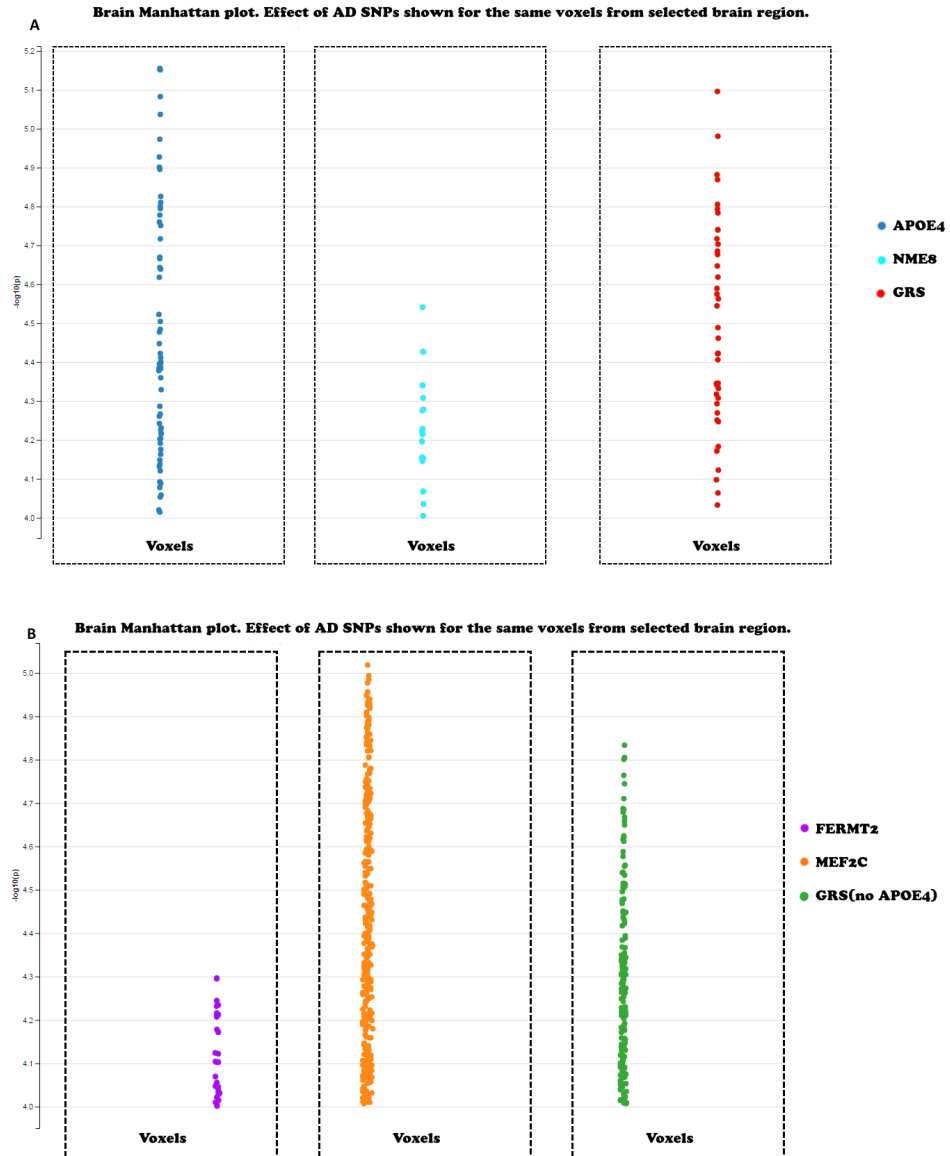 Brain Manhattan plot. Effect of AD SNPs shown for the same voxels from selected brain region.
A
5.2
5.1
5.0
4.9
4.8
4.7
4.6
4.5
4.4
4.3
4.2
4.1
4.0
-log10(p)
Voxels
Voxels
Voxels
APOE4
NME8
GRS
B
Brain Manhattan plot. Effect of AD SNPs shown for the same voxels from selected brain region.
5.0
4.9
4.8
4.7
4.6
4.5
4.4
4.3
4.2
4.1
4.0
-log10(p)
Voxels
Voxels
Voxels
FERMT2
MEF2C
GRS(no APOE4)